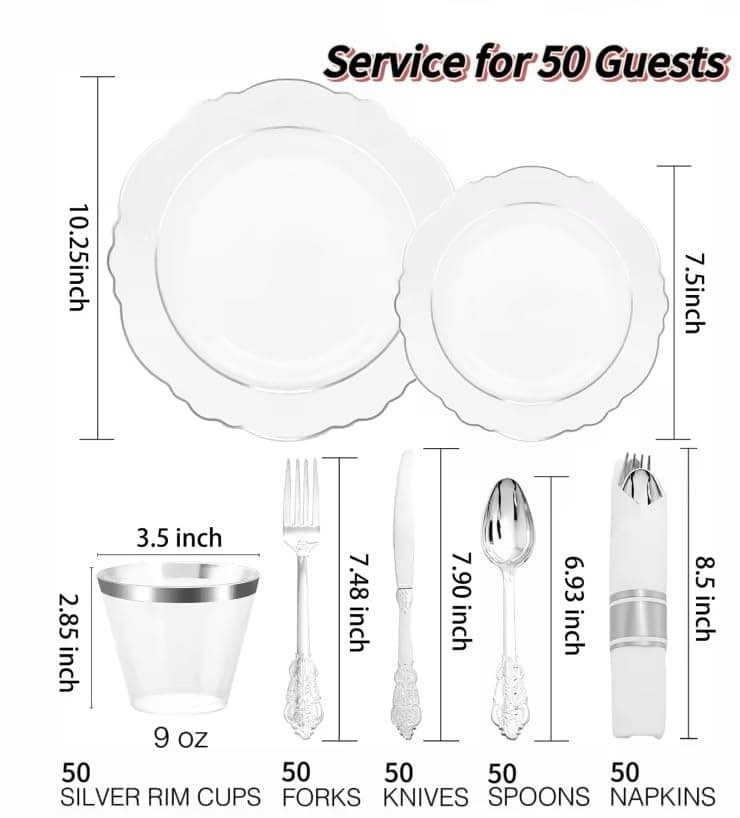 Service for 50 Guests
10.25inch
7.5inch
3.5 inch
2.85 inch
9 oz
7.48 inch
7.90 inch
6.93 inch
8.5 inch
50
SILVER RIM CUPS
50
FORKS
50
KNIVES
50
SPOONS
50
NAPKINS